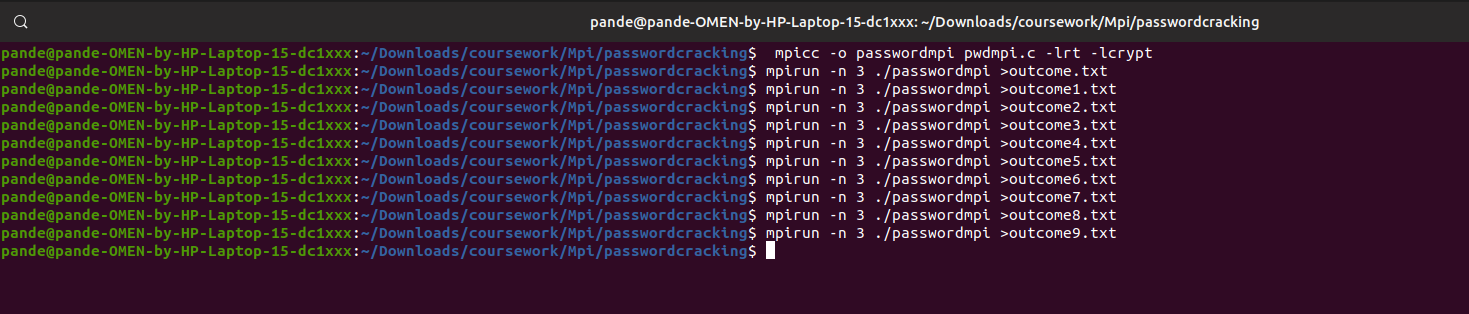 pande@pande-OMEN-by-HP-Laptop-15-dc1xxx: ~/Downloads/coursework/Mpi/passwordcracking
pande@pande-OMEN-by-HP-Laptop-15-dc1xxx:~/Downloads/coursework/Mpi/passwordcracking$  mpicc -o passwordmpi pwdmpi.c -lrt -lcrypt
pande@pande-OMEN-by-HP-Laptop-15-dc1xxx:~/Downloads/coursework/Mpi/passwordcracking$ mpirun -n 3 ./passwordmpi >outcome.txt
pande@pande-OMEN-by-HP-Laptop-15-dc1xxx:~/Downloads/coursework/Mpi/passwordcracking$ mpirun -n 3 ./passwordmpi >outcome1.txt
pande@pande-OMEN-by-HP-Laptop-15-dc1xxx:~/Downloads/coursework/Mpi/passwordcracking$ mpirun -n 3 ./passwordmpi >outcome2.txt
pande@pande-OMEN-by-HP-Laptop-15-dc1xxx:~/Downloads/coursework/Mpi/passwordcracking$ mpirun -n 3 ./passwordmpi >outcome3.txt
pande@pande-OMEN-by-HP-Laptop-15-dc1xxx:~/Downloads/coursework/Mpi/passwordcracking$ mpirun -n 3 ./passwordmpi >outcome4.txt
pande@pande-OMEN-by-HP-Laptop-15-dc1xxx:~/Downloads/coursework/Mpi/passwordcracking$ mpirun -n 3 ./passwordmpi >outcome5.txt
pande@pande-OMEN-by-HP-Laptop-15-dc1xxx:~/Downloads/coursework/Mpi/passwordcracking$ mpirun -n 3 ./passwordmpi >outcome6.txt
pande@pande-OMEN-by-HP-Laptop-15-dc1xxx:~/Downloads/coursework/Mpi/passwordcracking$ mpirun -n 3 ./passwordmpi >outcome7.txt
pande@pande-OMEN-by-HP-Laptop-15-dc1xxx:~/Downloads/coursework/Mpi/passwordcracking$ mpirun -n 3 ./passwordmpi >outcome8.txt
pande@pande-OMEN-by-HP-Laptop-15-dc1xxx:~/Downloads/coursework/Mpi/passwordcracking$ mpirun -n 3 ./passwordmpi >outcome9.txt
pande@pande-OMEN-by-HP-Laptop-15-dc1xxx:~/Downloads/coursework/Mpi/passwordcracking$